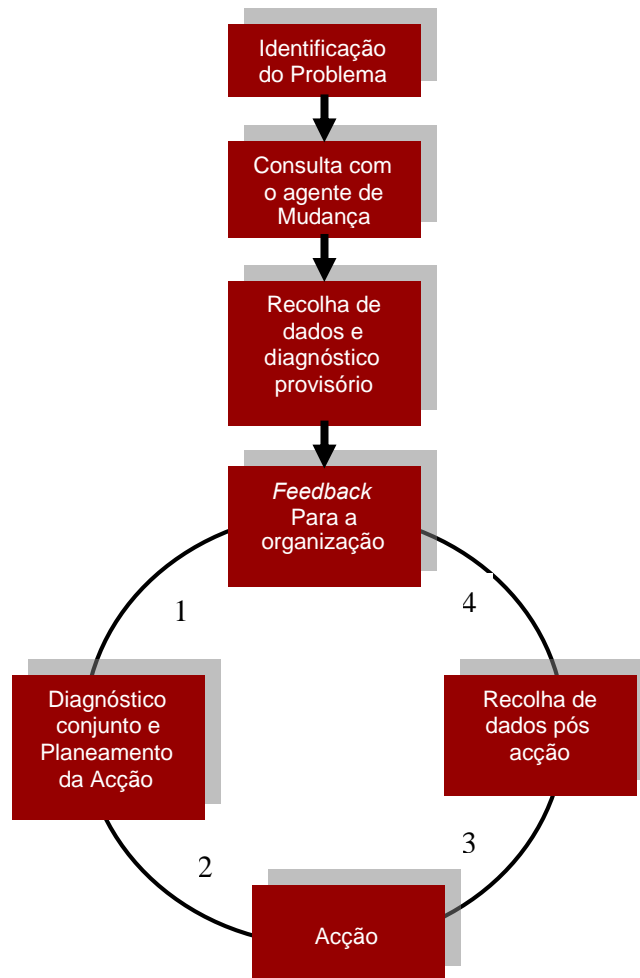 Identificação
do Problema
Consulta com
o agente de
Mudança
Recolha de
dados e
diagnóstico
provisório
Feedback
Para a
organização
1
4
Diagnóstico
conjunto e
Planeamento
da Acção
Recolha de
dados pós
acção
2
3
Acção